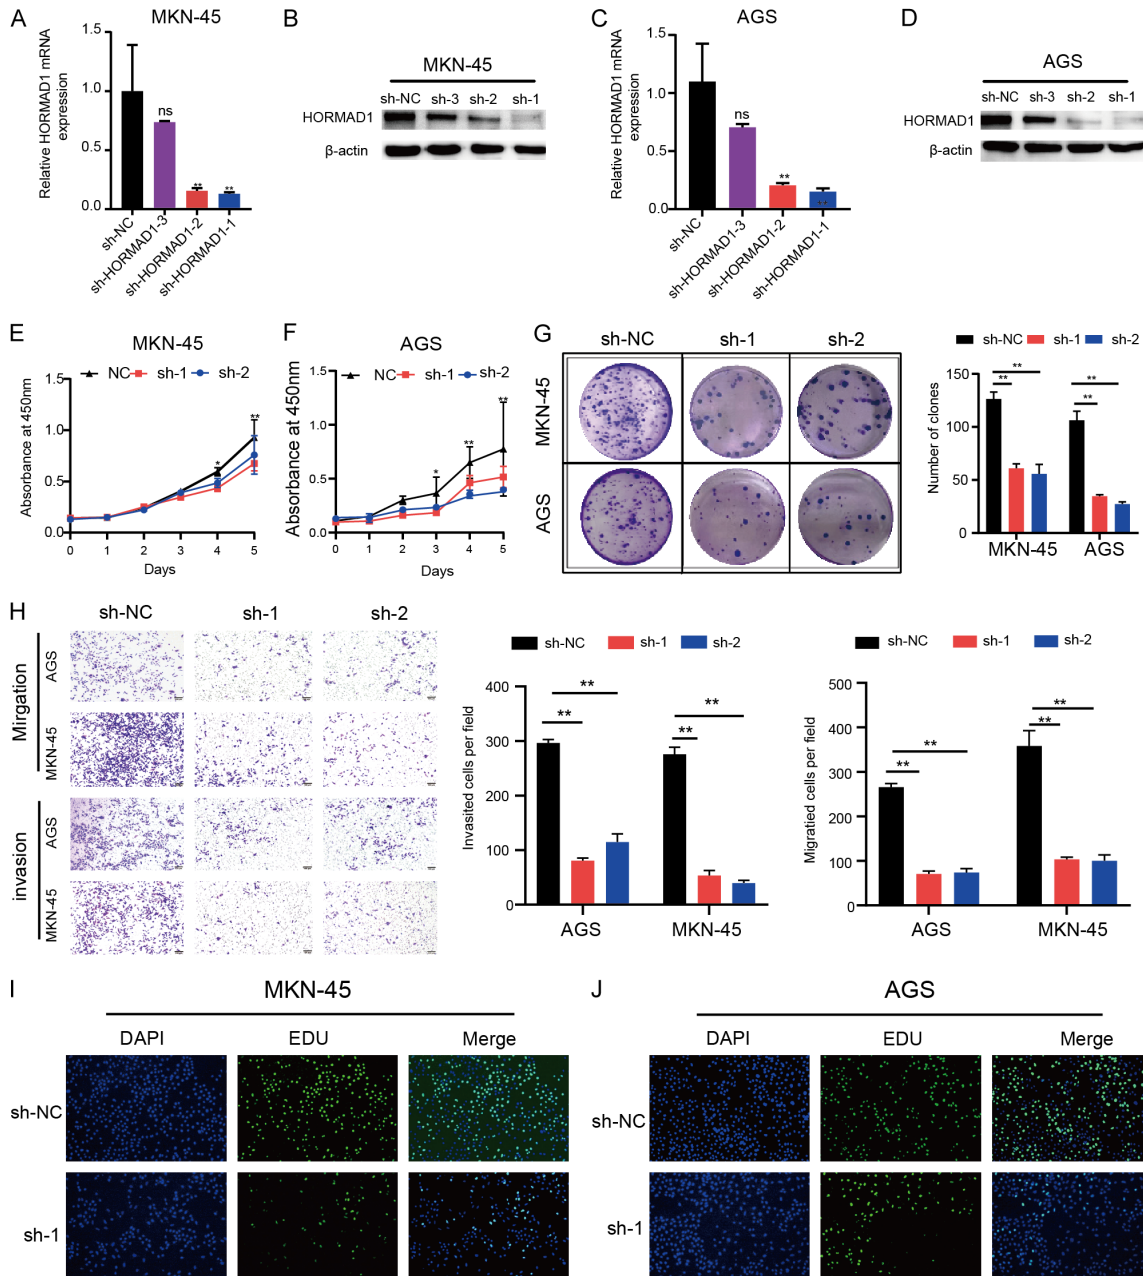 A
MKN-45
Relative HORMAD1 mRNA
expression
1.5
1.0
0.5
0.0
ns
**
**
sh-NC
sh-HORMAD1-3
sh-HORMAD1-2
sh-HORMAD1-1
B
MKN-45
sh-NC sh-3 sh-2 sh-1
HORMAD1
β-actin
C
AGS
Relative HORMAD1 mRNA
expression
1.5
1.0
0.5
0.0
ns
**
**
sh-NC
sh-HORMAD1-3
sh-HORMAD1-2
sh-HORMAD1-1
D
AGS
sh-NC sh-3 sh-2 sh-1
HORMAD1
β-actin
E
MKN-45
NC sh-1 sh-2
Absorbance at 450nm
1.5
1.0
0.5
0.0
*
**
0 1 2 3 4 5
Days
F
AGS
NC sh-1 sh-2
Absorbance at 450nm
1.5
1.0
0.5
0.0
*
**
**
0 1 2 3 4 5
Days
G
sh-NC sh-1 sh-2
MKN-45
AGS
sh-NC sh-1 sh-2
Number of clones
150
100
50
0
**
**
**
**
MKN-45 AGS
H
sh-NC sh-1 sh-2
Mirgation
AGS
MKN-45
invasion
AGS
MKN-45
sh-NC sh-1 sh-2
Invasited cells per field
400
300
200
100
0
**
**
**
**
AGS MKN-45
sh-NC sh-1 sh-2
Migratied cells per field
500
400
300
200
100
0
**
**
**
**
AGS MKN-45
I
MKN-45
DAPI EDU Merge
sh-NC
sh-1
J
AGS
DAPI EDU Merge
sh-NC
sh-1